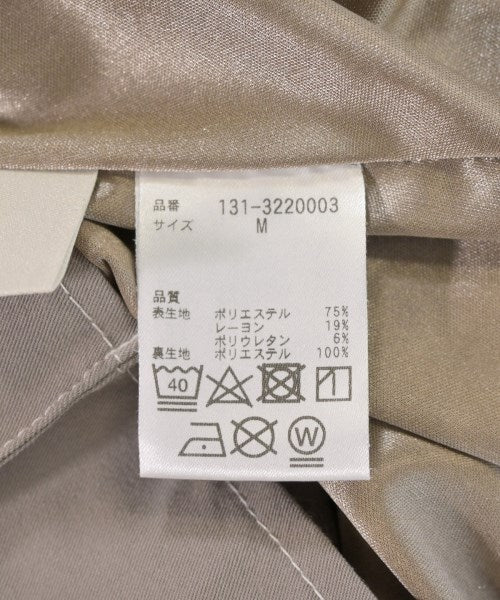 品番 131-3220003
サイズ M
品質
表生地 ポリエステル 75%
レーヨン 19%
ポリウレタン 6%
裏生地 ポリエステル 100%
40
W